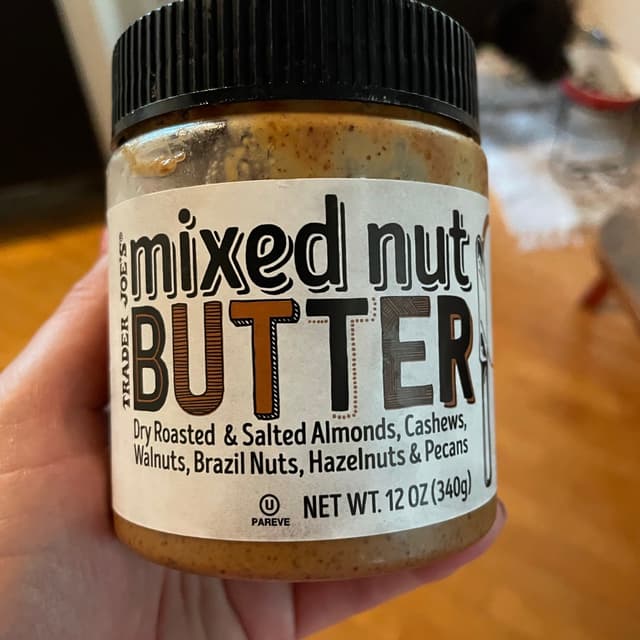 TRADER JOE'S®
mixed nut
BUTTER
Dry Roasted & Salted Almonds, Cashews,
Walnuts, Brazil Nuts, Hazelnuts & Pecans
U
PAREVE
NET WT. 12 OZ (340g)